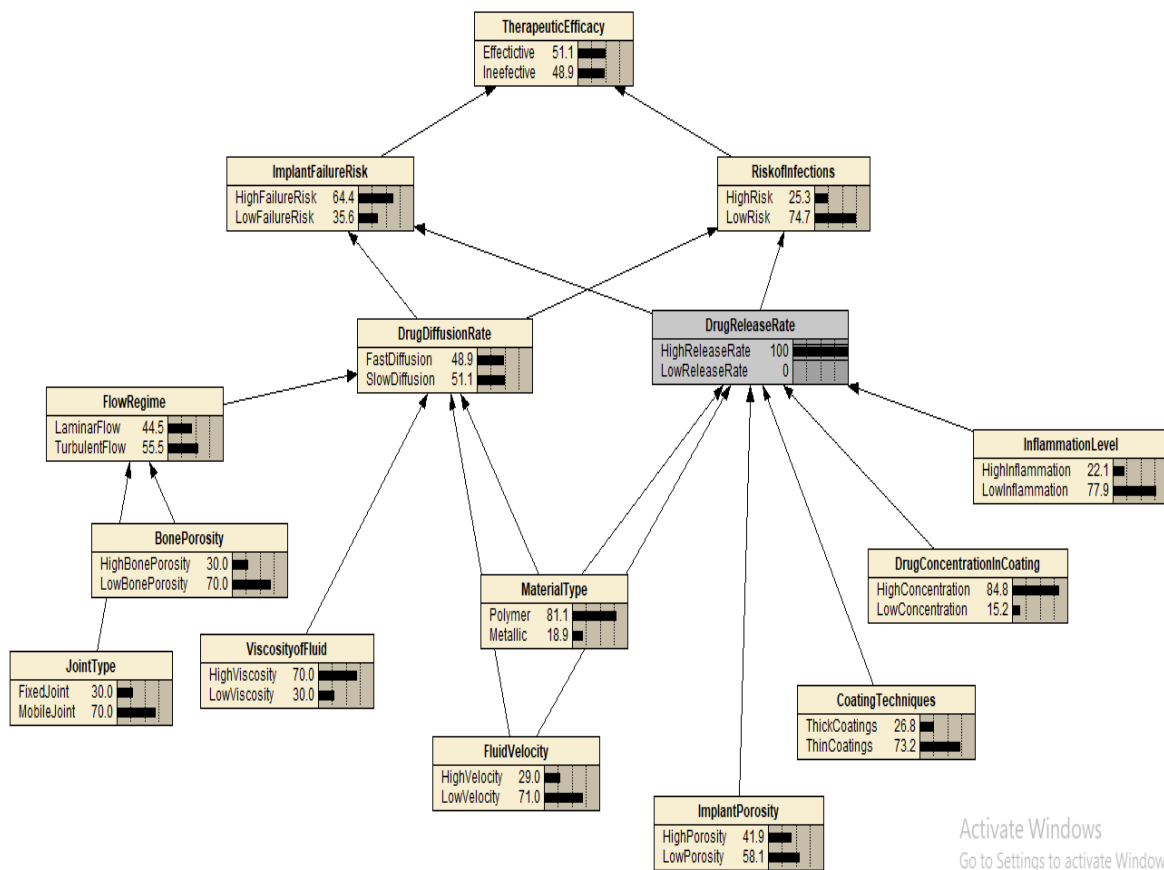 TherapeuticEfficacy
Effectictive 51.1
Ineefective 48.9
ImplantFailureRisk
HighFailureRisk 64.4
LowFailureRisk 35.6
RiskofInfections
HighRisk 25.3
LowRisk 74.7
DrugDiffusionRate
FastDiffusion 48.9
SlowDiffusion 51.1
DrugReleaseRate
HighReleaseRate 100
LowReleaseRate 0
FlowRegime
LaminarFlow 44.5
TurbulentFlow 55.5
InflammationLevel
HighInflammation 22.1
LowInflammation 77.9
BonePorosity
HighBonePorosity 30.0
LowBonePorosity 70.0
DrugConcentrationInCoating
HighConcentration 84.8
LowConcentration 15.2
MaterialType
Polymer 81.1
Metallic 18.9
ViscosityofFluid
HighViscosity 70.0
LowViscosity 30.0
JointType
FixedJoint 30.0
MobileJoint 70.0
CoatingTechniques
ThickCoatings 26.8
ThinCoatings 73.2
FluidVelocity
HighVelocity 29.0
LowVelocity 71.0
ImplantPorosity
HighPorosity 41.9
LowPorosity 58.1
Activate Windows
Go to Settings to activate Window